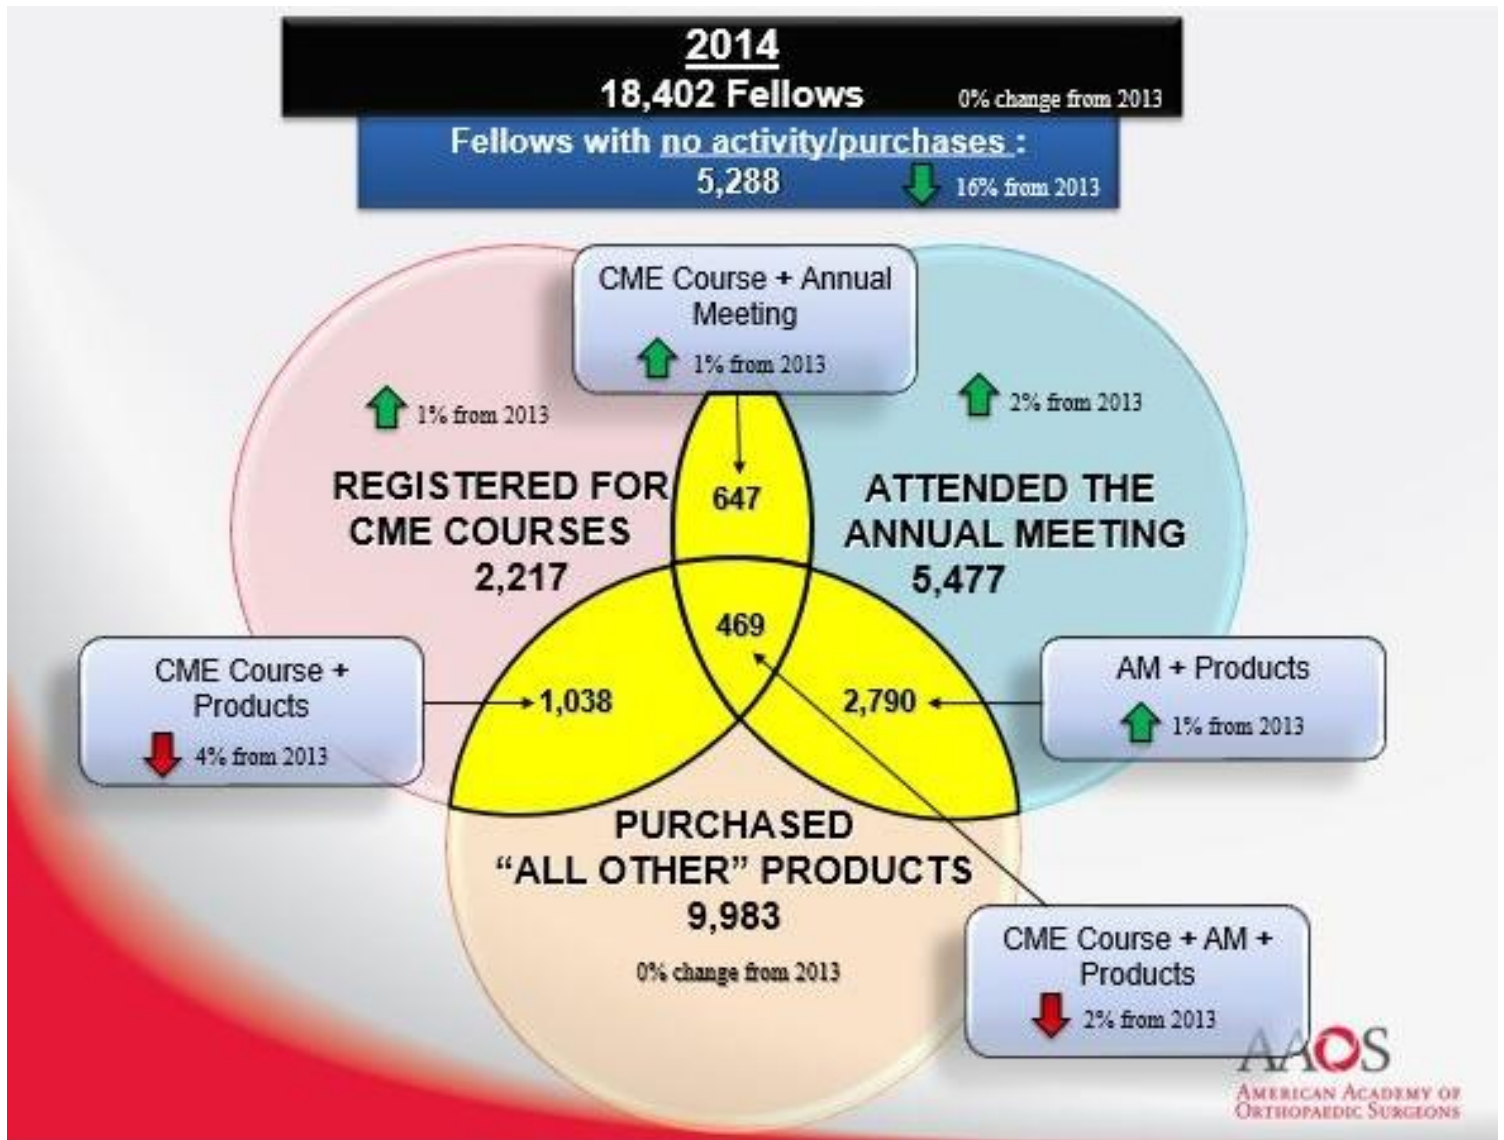 2014
18,402 Fellows
0% change from 2013
Fellows with no activity/purchases :
5,288
16% from 2013
CME Course + Annual
Meeting
1% from 2013
1% from 2013
2% from 2013
REGISTERED FOR
CME COURSES
2,217
647
ATTENDED THE
ANNUAL MEETING
5,477
469
CME Course +
Products
4% from 2013
1,038
2,790
AM + Products
1% from 2013
PURCHASED
“ALL OTHER” PRODUCTS
9,983
0% change from 2013
CME Course + AM +
Products
2% from 2013
AAOS
AMERICAN ACADEMY OF
ORTHOPAEDIC SURGEONS